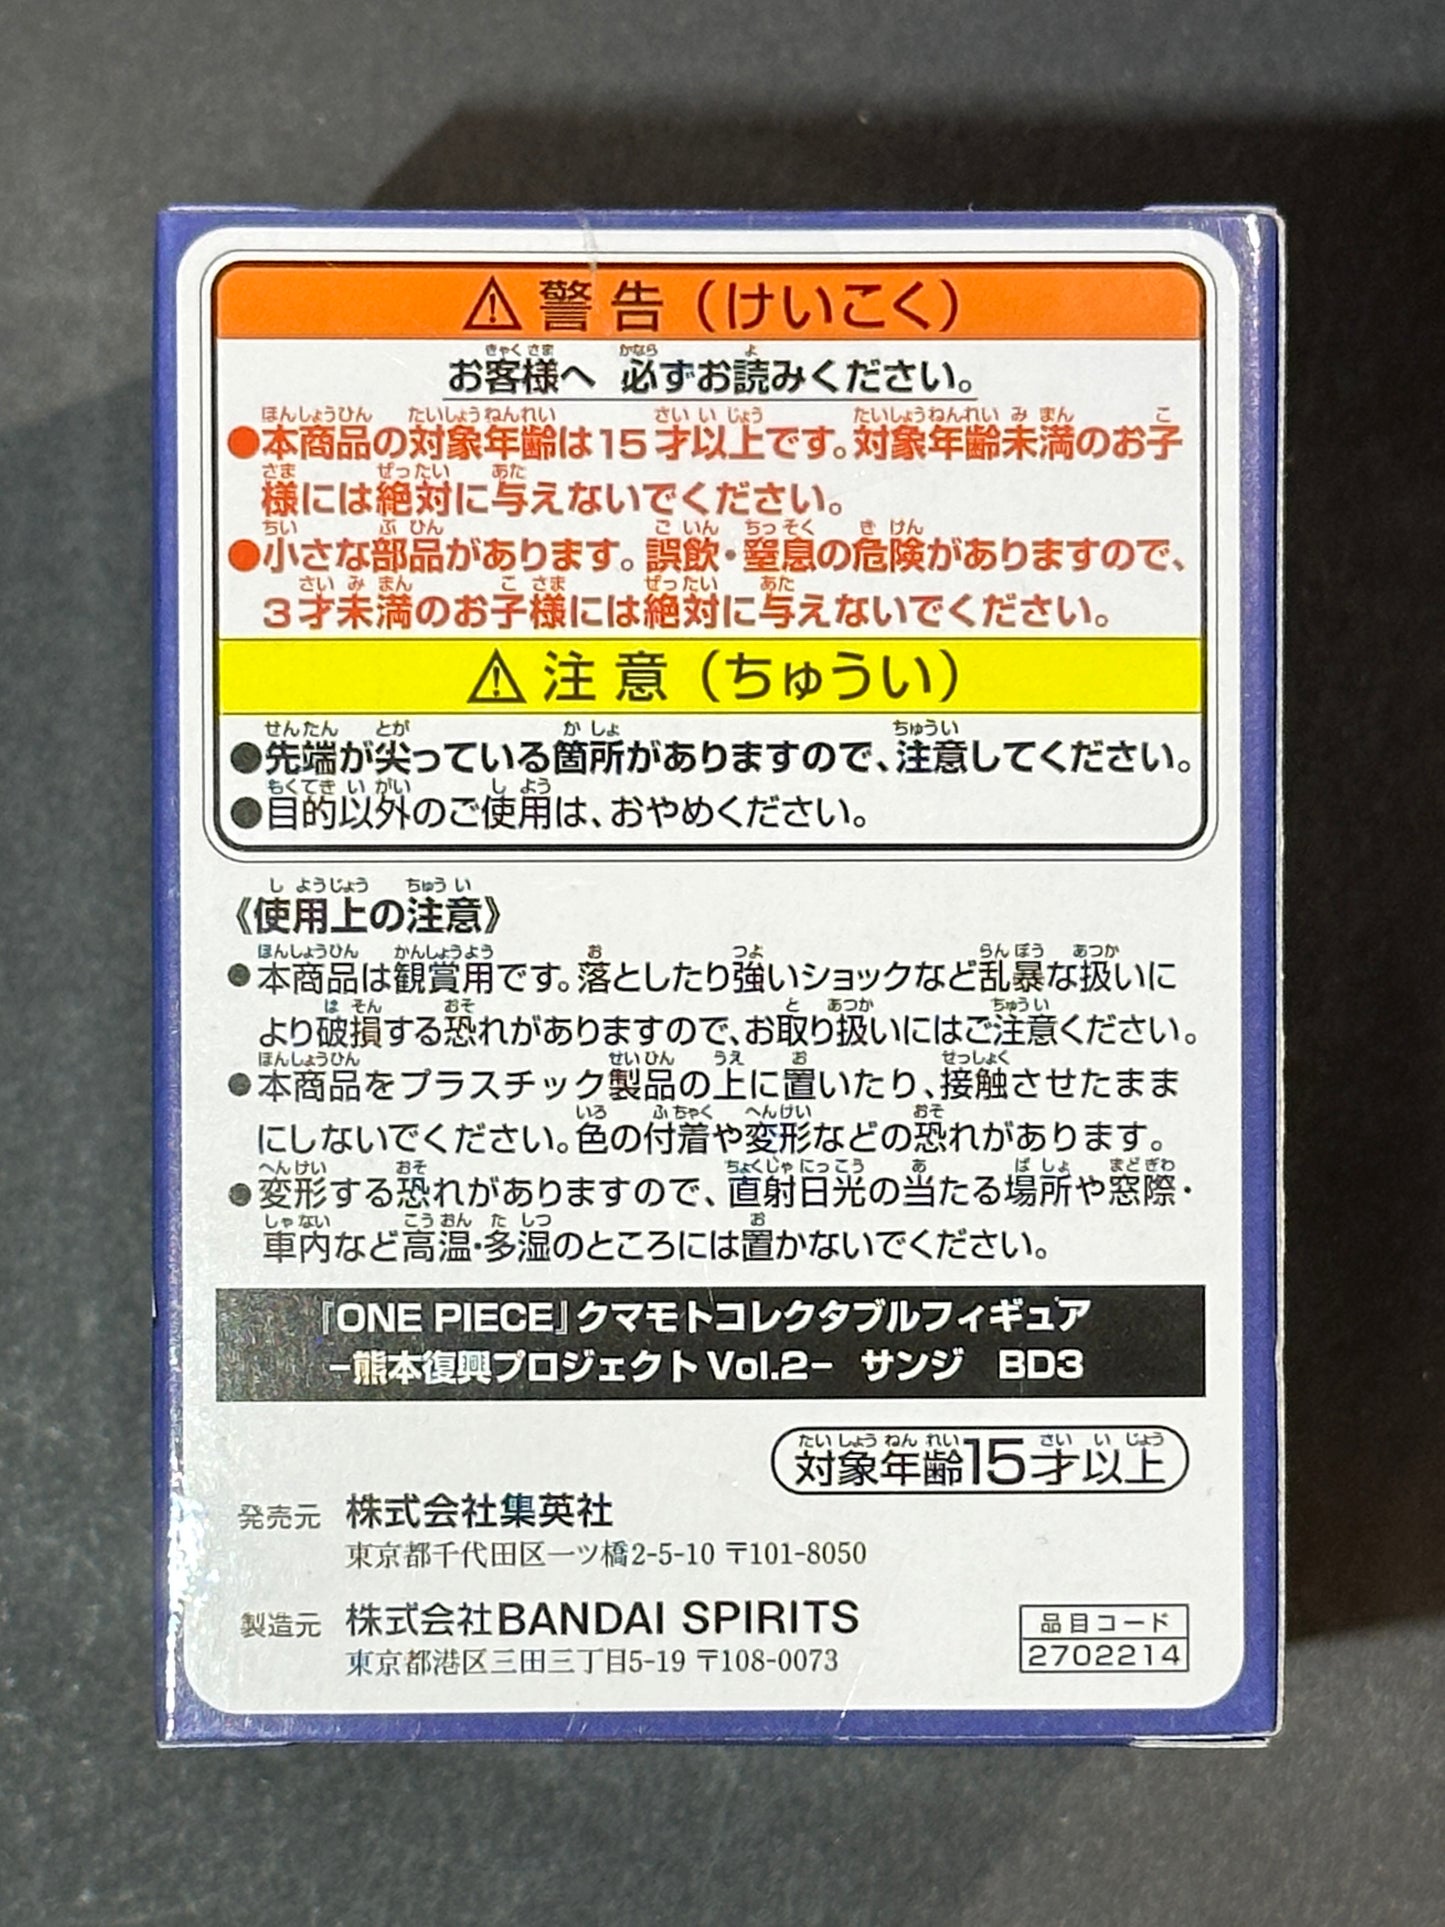 ⚠警告（けいこく）
お客様へ 必ずお読みください。
●本商品の対象年齢は15才以上です。対象年齢未満のお子
様には絶対に与えないでください。
●小さな部品があります。誤飲・窒息の危険がありますので、
3才未満のお子様には絶対に与えないでください。
⚠注意（ちゅうい）
●先端が尖っている箇所がありますので、注意してください。
●目的以外のご使用は、おやめください。
《使用上の注意》
●本商品は観賞用です。落としたり強いショックなど乱暴な扱いに
より破損する恐れがありますので、お取り扱いにはご注意ください。
●本商品をプラスチック製品の上に置いたり、接触させたまま
にしないでください。色の付着や変形などの恐れがあります。
●変形する恐れがありますので、直射日光の当たる場所や窓際・
車内など高温・多湿のところには置かないでください。
『ONE PIECE』クマモトコレクタブルフィギュア
−熊本復興プロジェクト Vol.2− サンジ BD3
対象年齢15才以上
発売元 株式会社集英社
東京都千代田区一ツ橋2-5-10 〒101-8050
製造元 株式会社BANDAI SPIRITS
東京都港区三田三丁目5-19 〒108-0073
品目コード
2702214